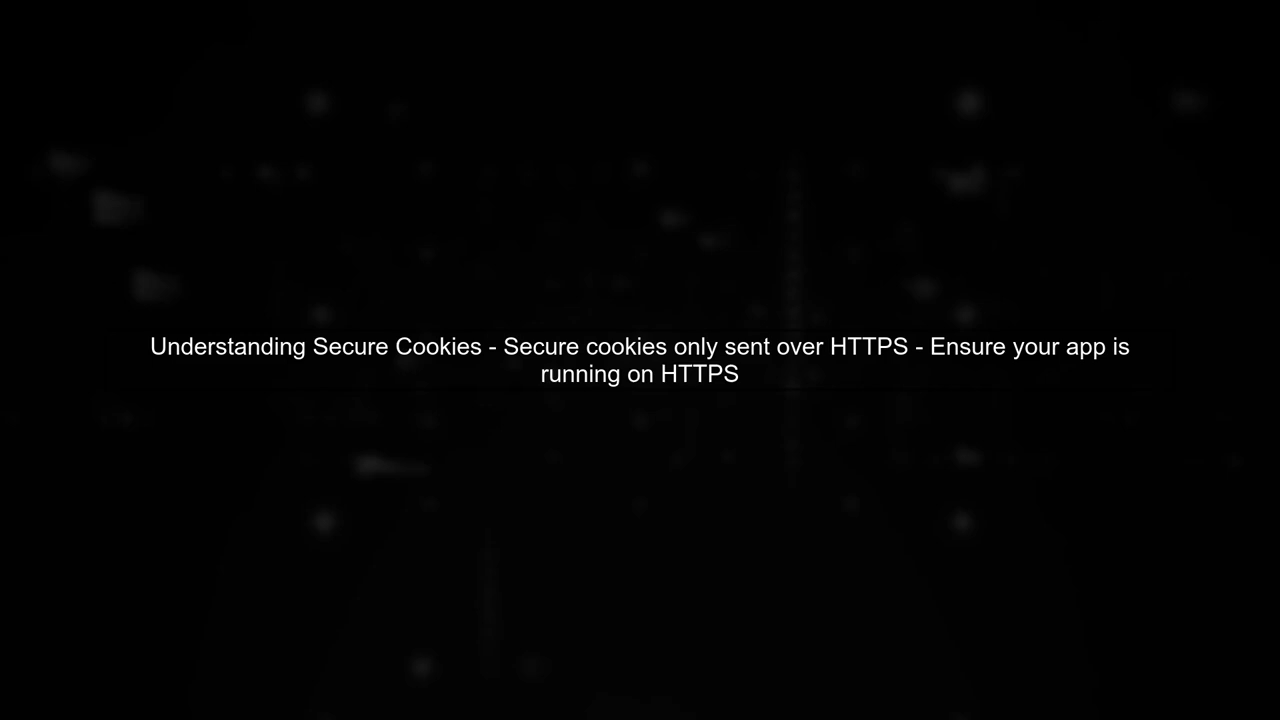 Understanding Secure Cookies - Secure cookies only sent over HTTPS - Ensure your app is
running on HTTPS